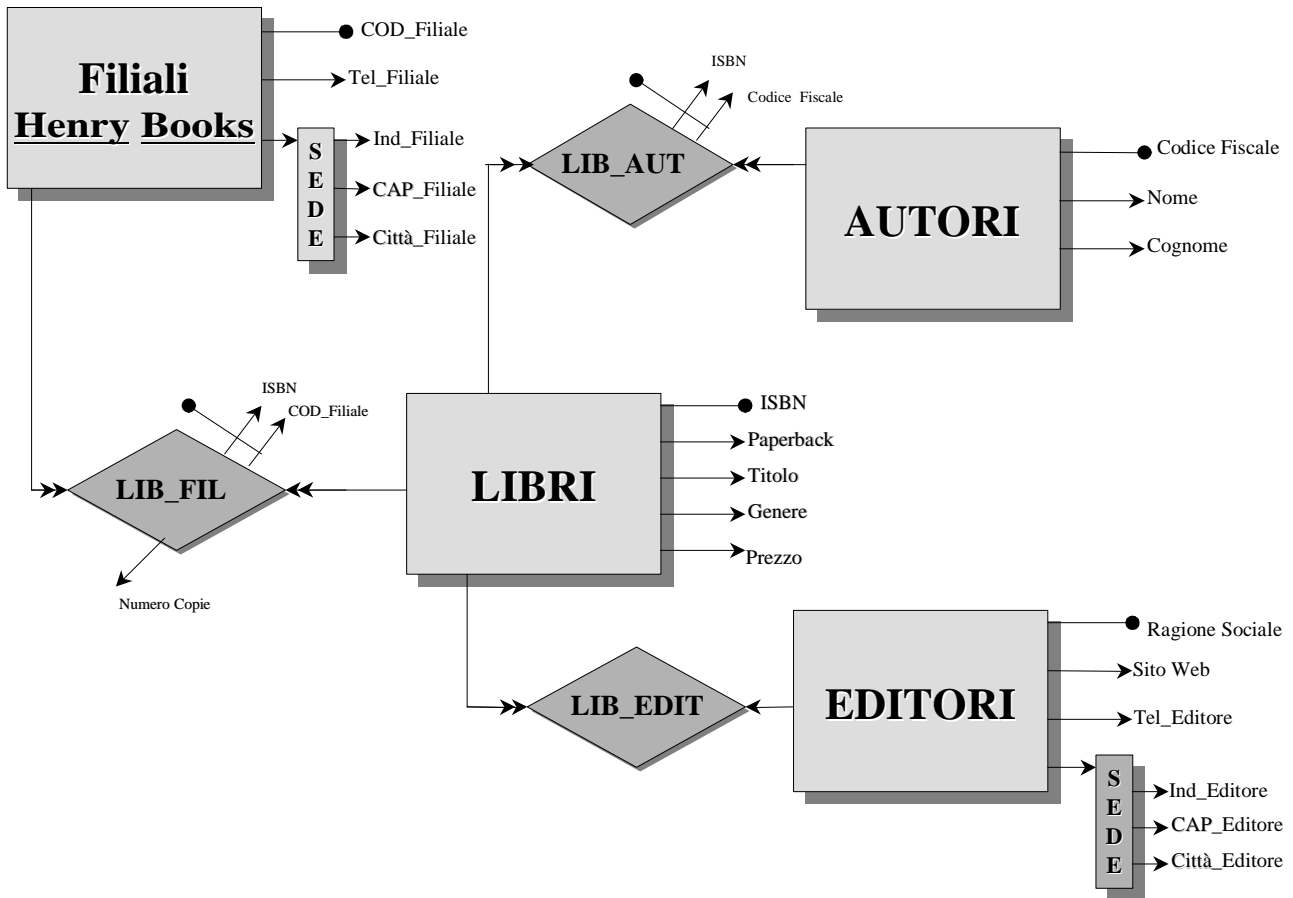 Filiali
Henry Books
COD_Filiale
Tel_Filiale
S
E
D
E
Ind_Filiale
CAP_Filiale
Città_Filiale
ISBN
Codice Fiscale
LIB_AUT
AUTORI
Codice Fiscale
Nome
Cognome
ISBN
COD_Filiale
LIB_FIL
Numero Copie
LIBRI
ISBN
Paperback
Titolo
Genere
Prezzo
LIB_EDIT
EDITORI
Ragione Sociale
Sito Web
Tel_Editore
S
E
D
E
Ind_Editore
CAP_Editore
Città_Editore